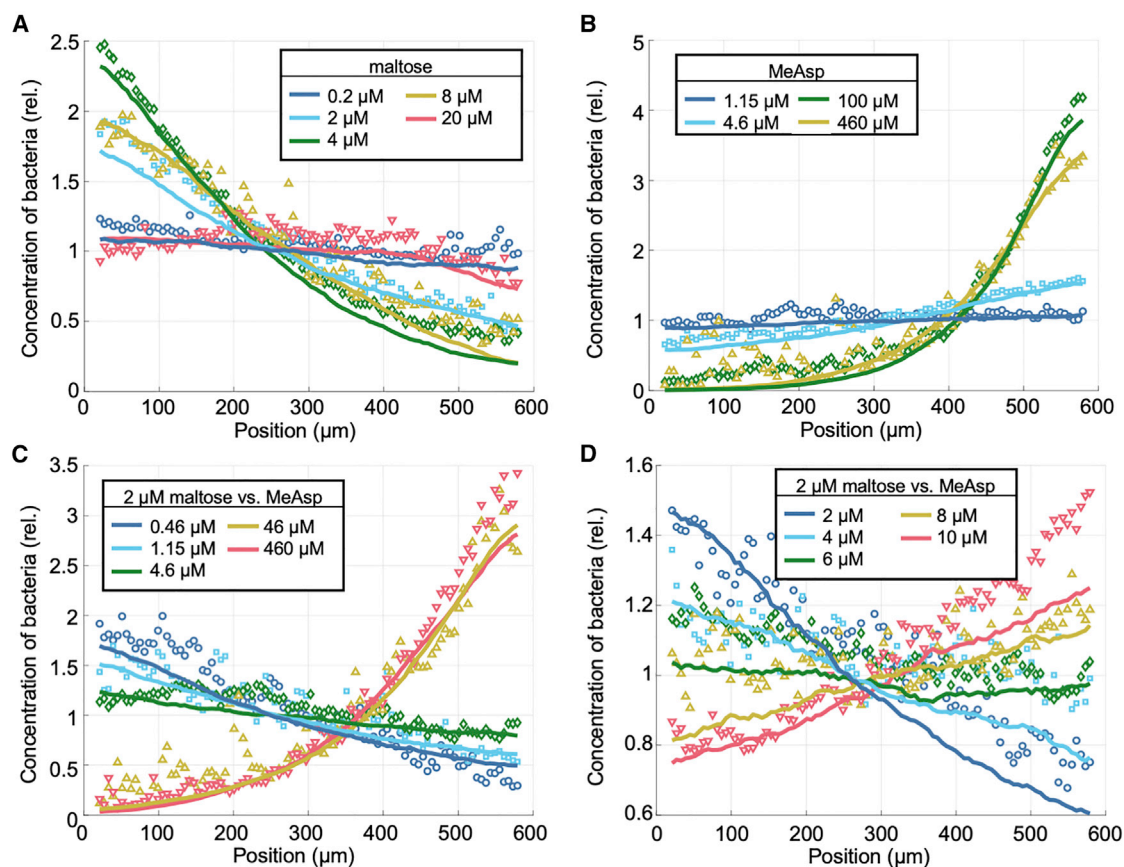 A
Concentration of bacteria (rel.)
2.5
2
1.5
1
0.5
0
maltose
0.2 µM
8 µM
2 µM
20 µM
4 µM
0
100
200
300
400
500
600
Position (µm)
B
Concentration of bacteria (rel.)
5
4
3
2
1
0
MeAsp
1.15 µM
100 µM
4.6 µM
460 µM
0
100
200
300
400
500
600
Position (µm)
C
Concentration of bacteria (rel.)
3.5
3
2.5
2
1.5
1
0.5
0
2 µM maltose vs. MeAsp
0.46 µM
46 µM
1.15 µM
460 µM
4.6 µM
0
100
200
300
400
500
600
Position (µm)
D
Concentration of bacteria (rel.)
1.6
1.4
1.2
1
0.8
0.6
2 µM maltose vs. MeAsp
2 µM
8 µM
4 µM
10 µM
6 µM
0
100
200
300
400
500
600
Position (µm)